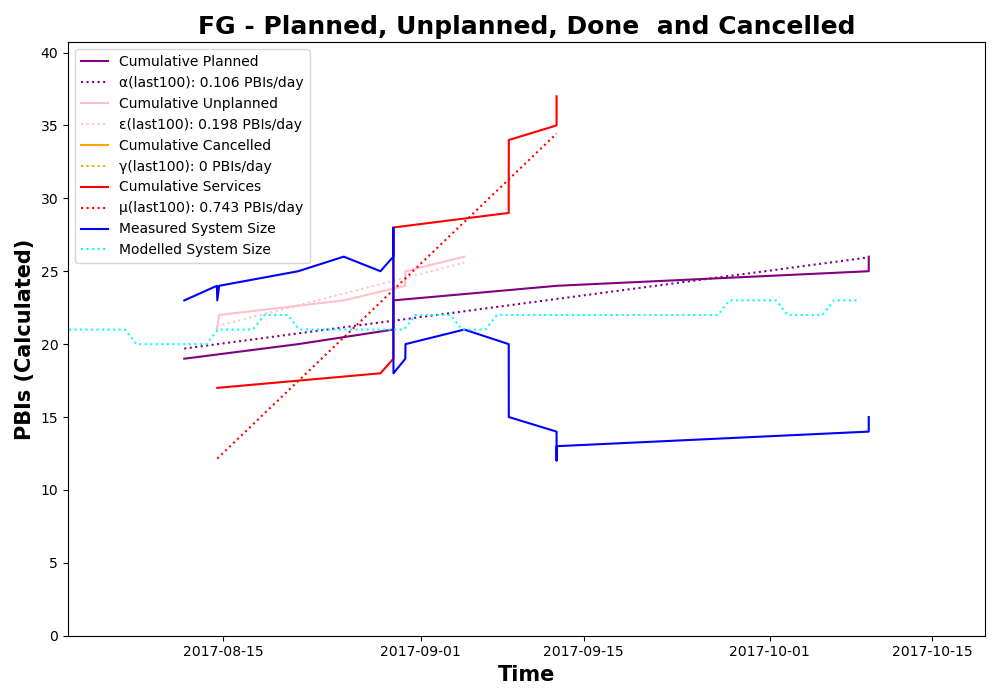 FG - Planned, Unplanned, Done  and Cancelled
PBIs (Calculated)
40
35
30
25
20
15
10
5
0
Cumulative Planned
α(last100): 0.106 PBIs/day
Cumulative Unplanned
ε(last100): 0.198 PBIs/day
Cumulative Cancelled
γ(last100): 0 PBIs/day
Cumulative Services
μ(last100): 0.743 PBIs/day
Measured System Size
Modelled System Size
2017-08-15
2017-09-01
2017-09-15
2017-10-01
2017-10-15
Time